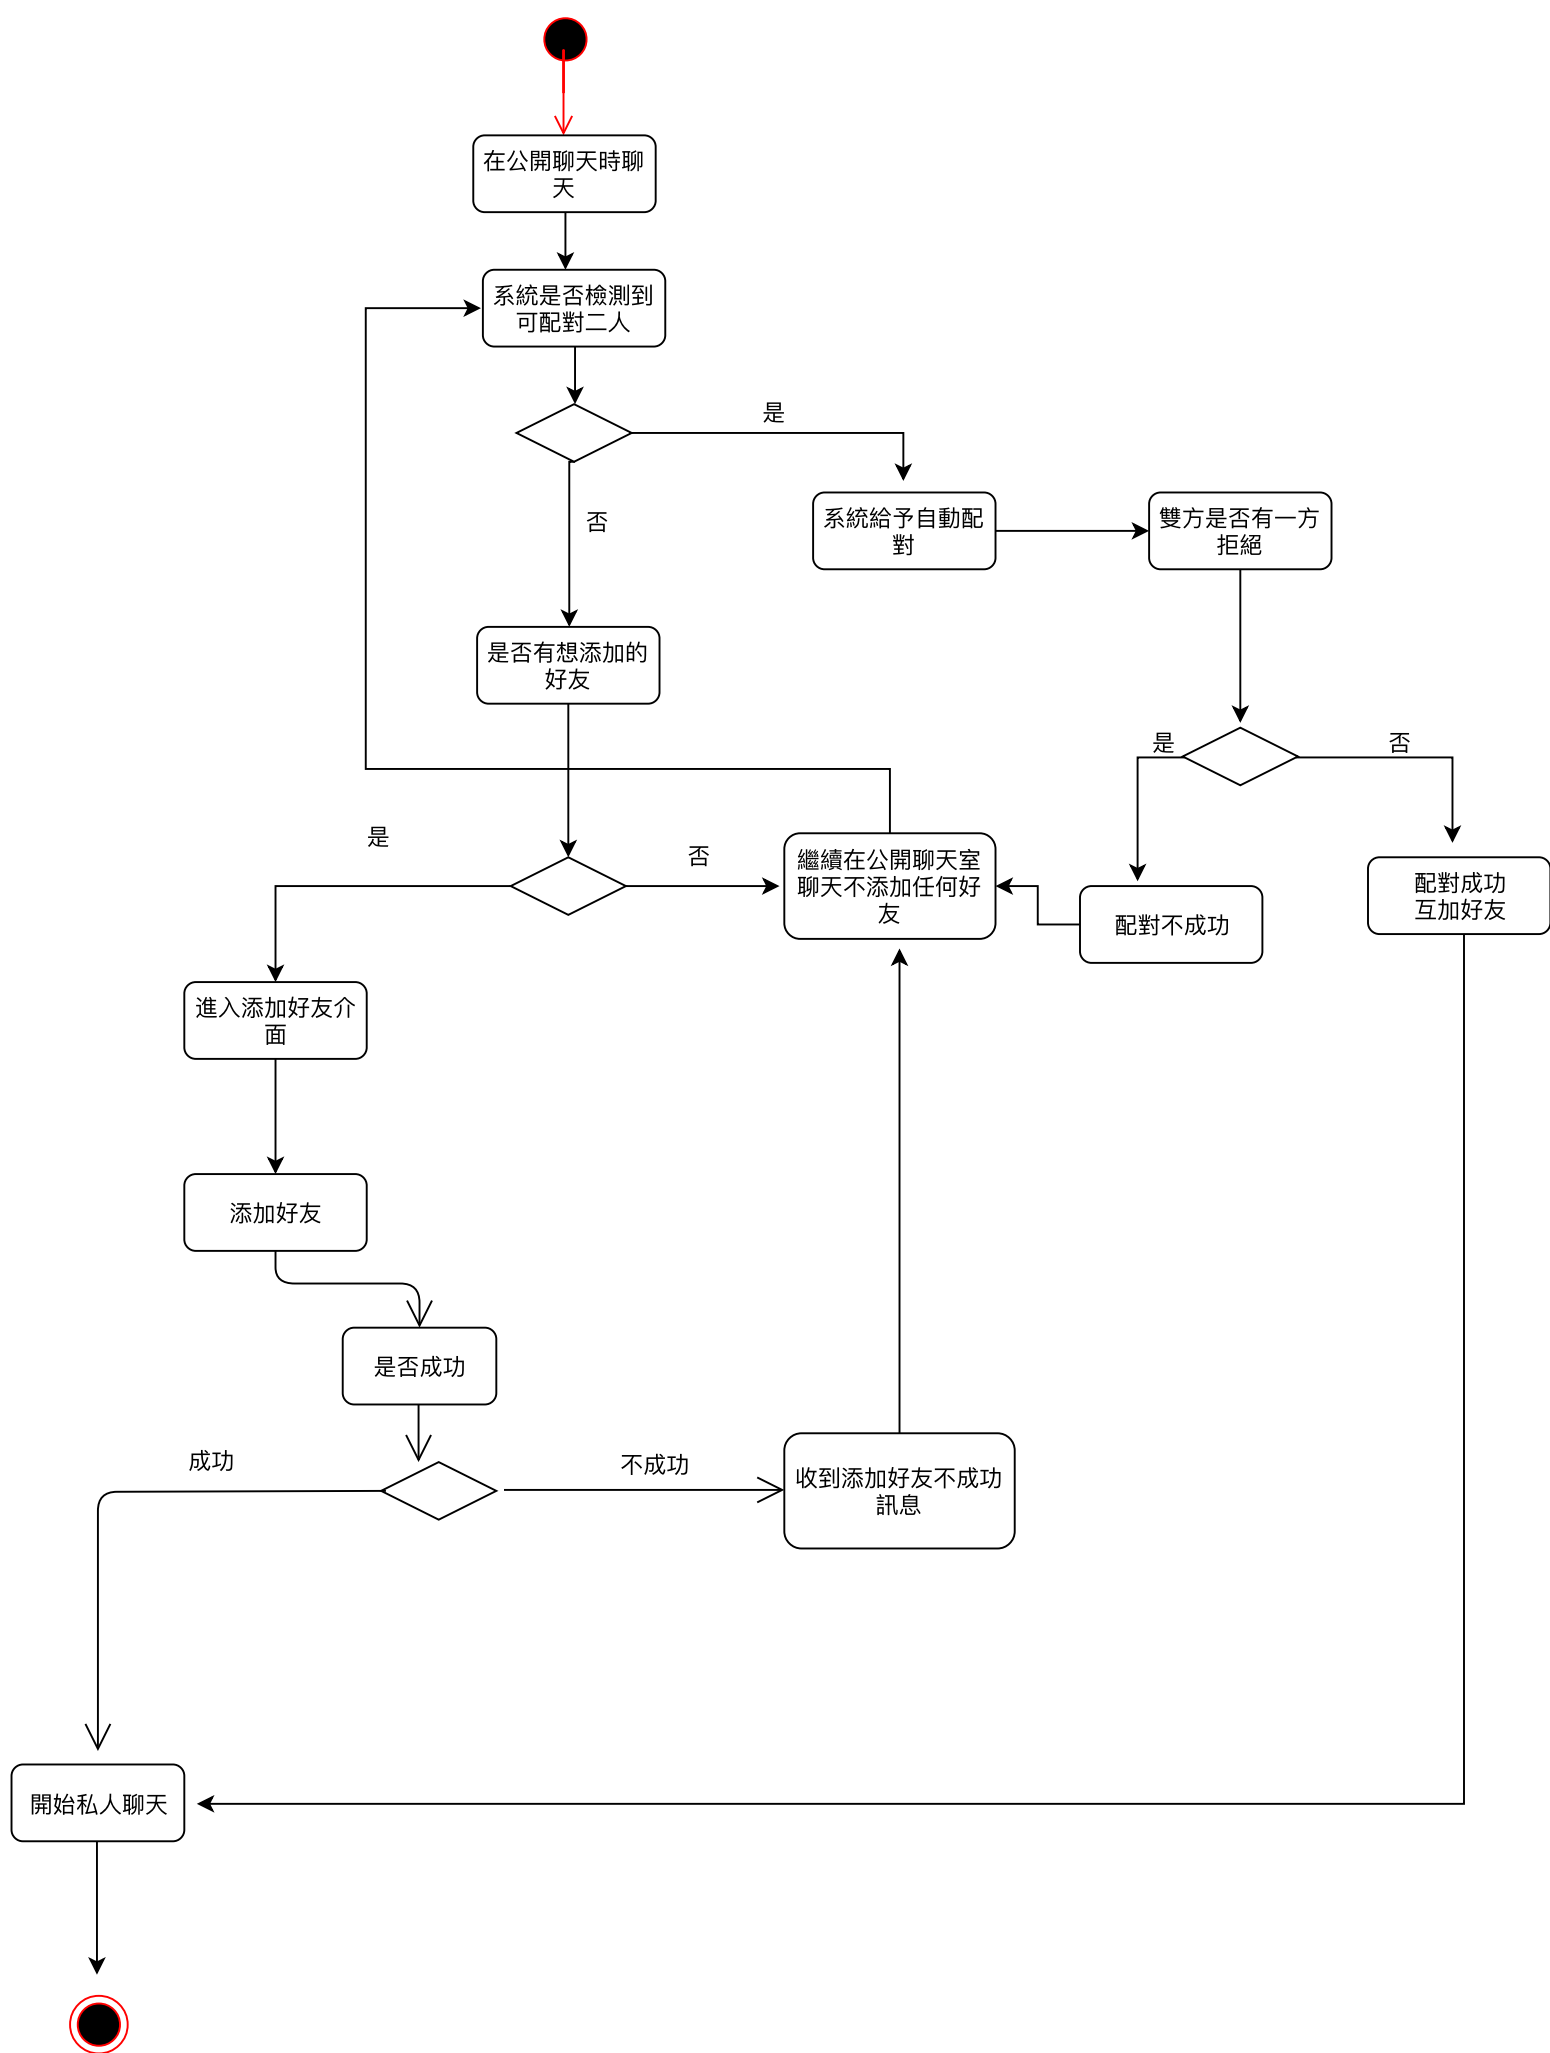 在公開聊天時聊
天
系統是否檢測到
可配對二人
是
系統給予自動配
對
雙方是否有一方
拒絕
否
是否有想添加的
好友
是
否
是
否
繼續在公開聊天室
聊天不添加任何好
友
配對不成功
配對成功
互加好友
進入添加好友介
面
添加好友
是否成功
成功
不成功
收到添加好友不成功
訊息
開始私人聊天